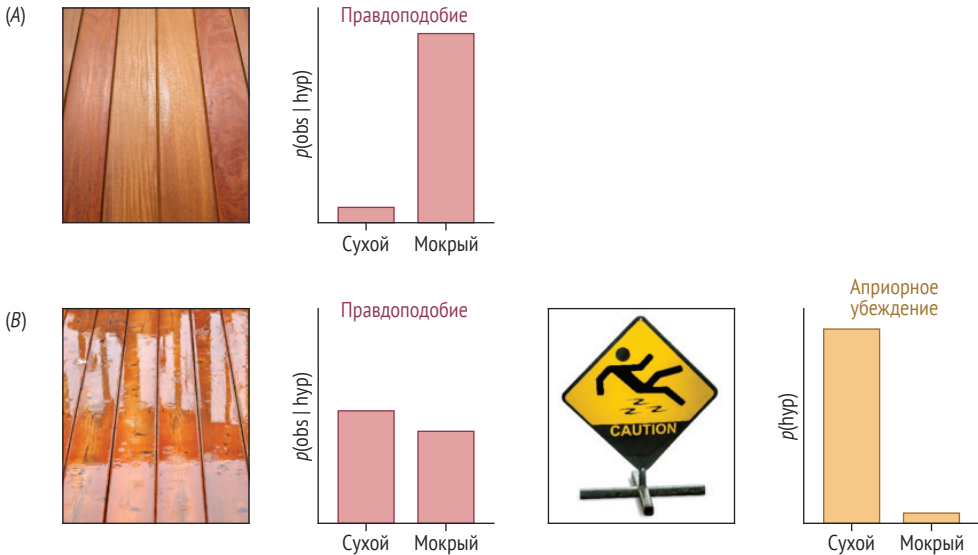 (A)
Правдоподобие
p(obs | hyp)
Сухой Мокрый
(B)
Правдоподобие
p(obs | hyp)
Сухой Мокрый
CAUTION
Априорное
убеждение
p(hyp)
Сухой Мокрый